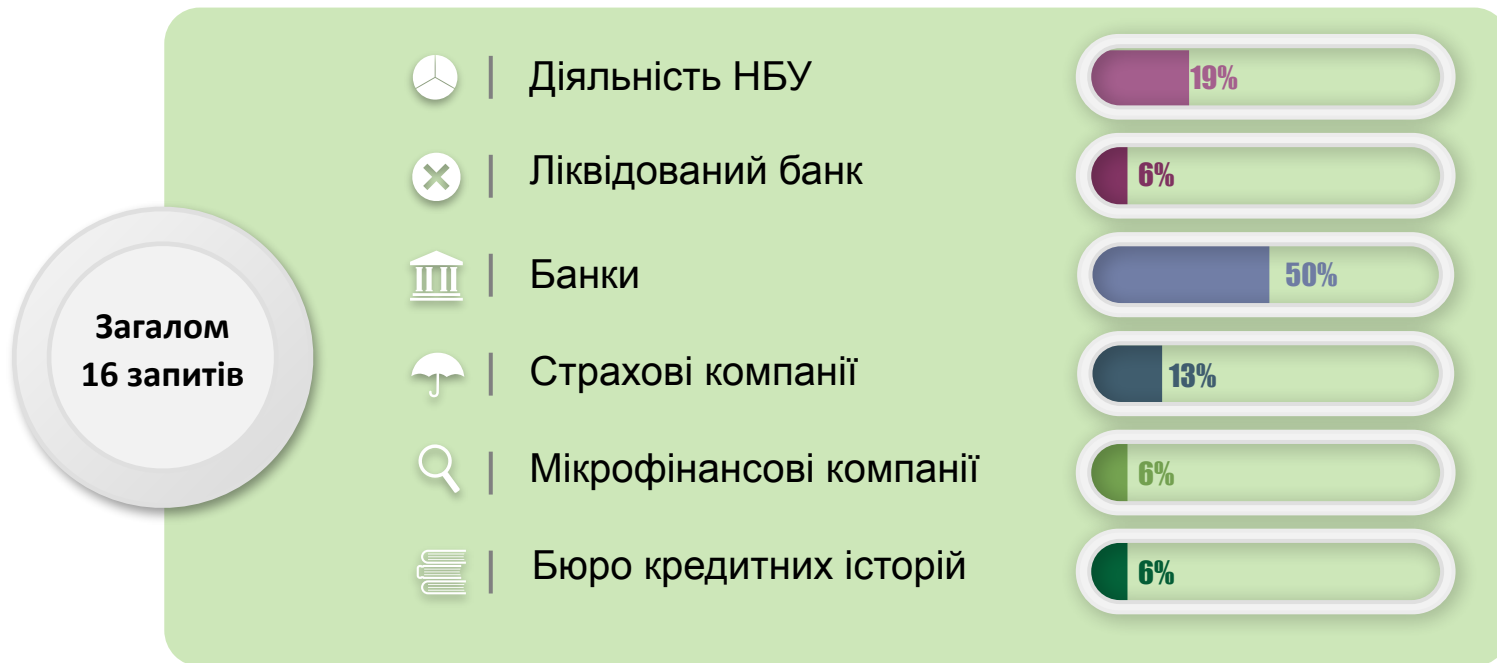 Загалом
16 запитів
Діяльність НБУ
19%
Ліквідований банк
6%
Банки
50%
Страхові компанії
13%
Мікрофінансові компанії
6%
Бюро кредитних історій
6%